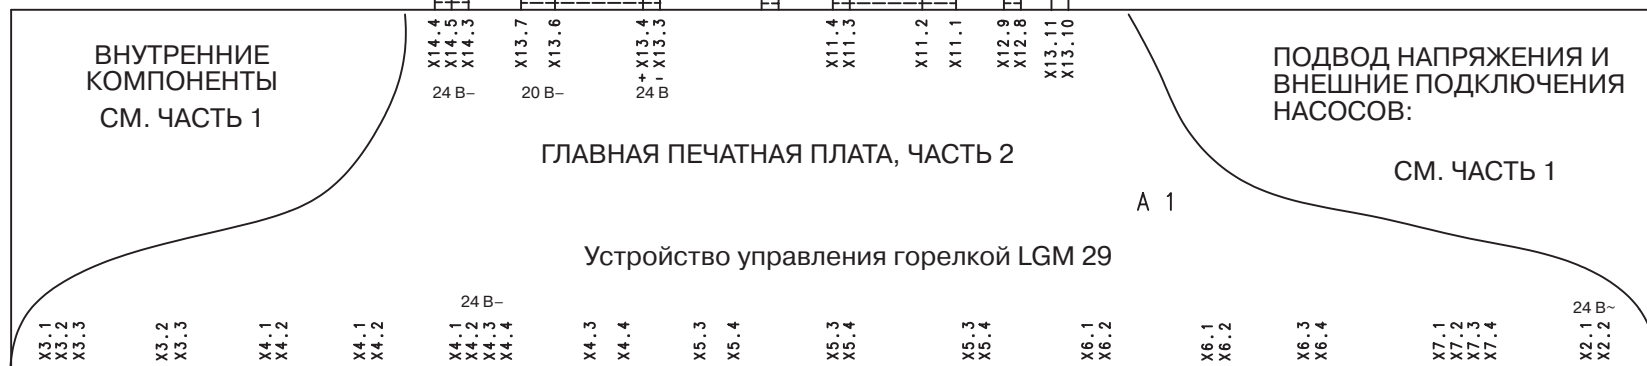 X14.4 X14.5 X14.3 X13.7 X13.6 +X13.4 -X13.3 X11.4 X11.3 X11.2 X11.1 X12.9 X12.8 X13.11 X13.10
24 В– 20 В– 24 В
ВНУТРЕННИЕ
КОМПОНЕНТЫ
СМ. ЧАСТЬ 1
ГЛАВНАЯ ПЕЧАТНАЯ ПЛАТА, ЧАСТЬ 2
ПОДВОД НАПРЯЖЕНИЯ И
ВНЕШНИЕ ПОДКЛЮЧЕНИЯ
НАСОСОВ:
СМ. ЧАСТЬ 1
A 1
Устройство управления горелкой LGM 29
24 В– 24 В~
X3.1 X3.2 X3.3 X3.2 X3.3 X4.1 X4.2 X4.1 X4.2 X4.1 X4.2 X4.3 X4.4 X4.3 X4.4 X5.3 X5.4 X5.3 X5.4 X5.3 X5.4 X6.1 X6.2 X6.1 X6.2 X6.3 X6.4 X7.1 X7.2 X7.3 X7.4 X2.1 X2.2